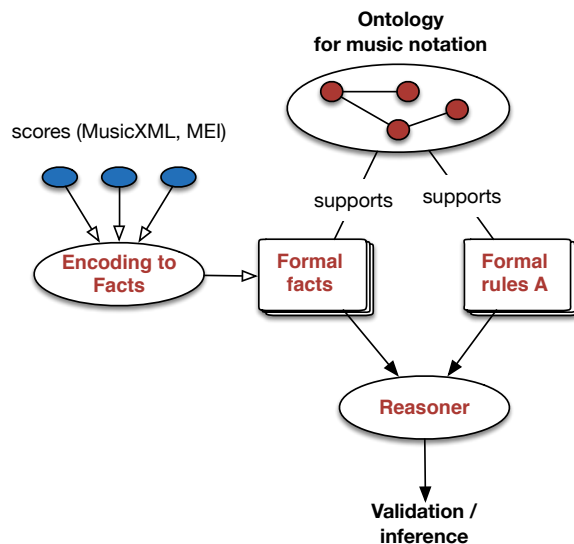 Ontology
for music notation
scores (MusicXML, MEI)
supports
supports
Encoding to
Facts
Formal
facts
Formal
rules A
Reasoner
Validation /
inference